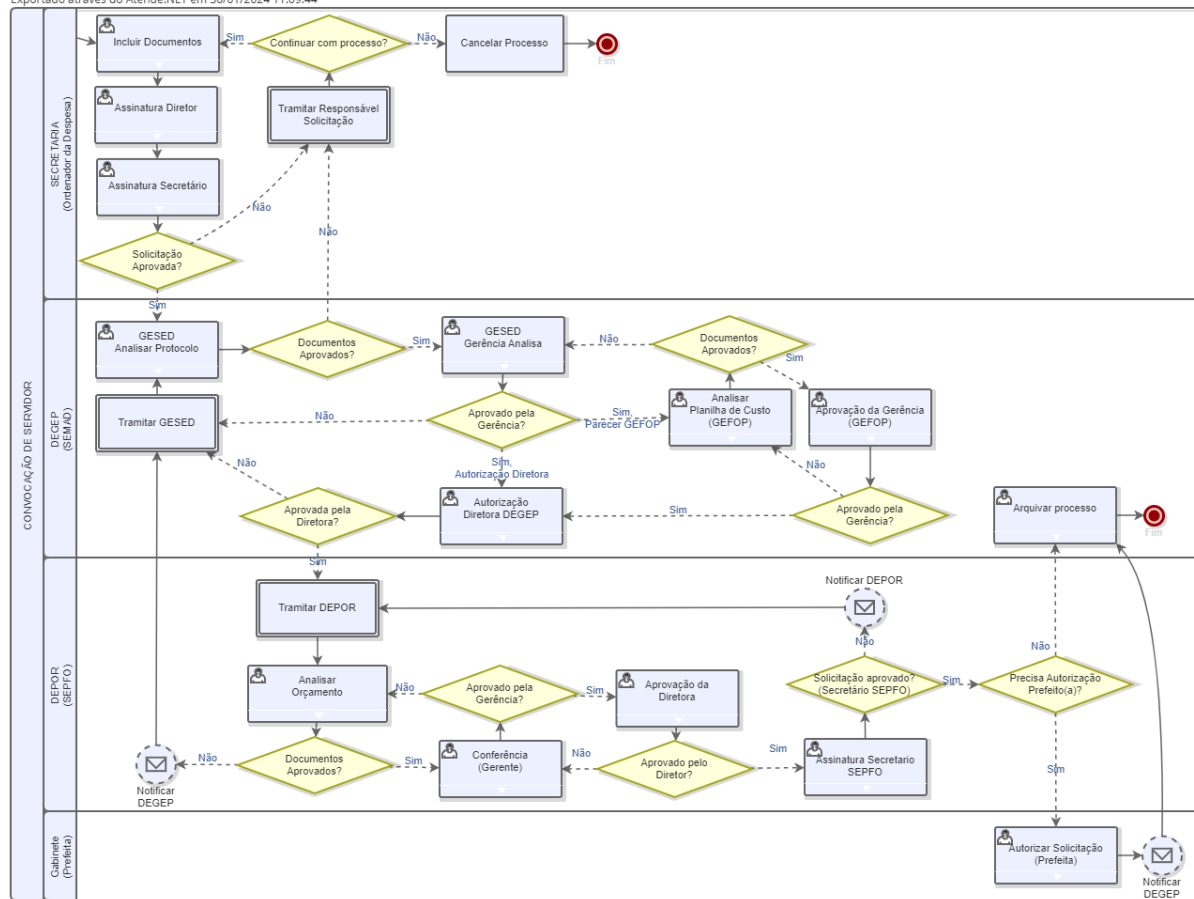 Exportado através do Atende.NET em 30/01/2024 11:09:44
CONVOCAÇÃO DE SERVIDOR
SECRETARIA
(Ordenador da Despesa)
Incluir Documentos
Sim
Continuar com processo?
Não
Cancelar Processo
Fim
Assinatura Diretor
Tramitar Responsável
Solicitação
Assinatura Secretário
Não
Não
Solicitação
Aprovada?
Sim
DEGEP
(SEMAD)
GESED
Analisar Protocolo
Documentos
Aprovados?
Sim
GESED
Gerência Analisa
Não
Documentos
Aprovados?
Sim
Tramitar GESED
Não
Aprovado pela
Gerência?
Sim,
Parecer GEFOP
Analisar
Planilha de Custo
(GEFOP)
Aprovação da Gerência
(GEFOP)
Não
Sim,
Autorização Diretora
Não
Aprovada pela
Diretora?
Autorização
Diretora DEGEP
Sim
Aprovado pela
Gerência?
Arquivar processo
Fim
Sim
DEPOR
(SEPFO)
Tramitar DEPOR
Notificar DEPOR
Não
Não
Analisar
Orçamento
Não
Aprovado pela
Gerência?
Sim
Aprovação da
Diretora
Solicitação aprovado?
(Secretário SEPFO)
Sim
Precisa Autorização
Prefeito(a)?
Notificar
DEGEP
Não
Documentos
Aprovados?
Sim
Conferência
(Gerente)
Não
Aprovado pelo
Diretor?
Sim
Assinatura Secretario
SEPFO
Sim
Gabinete
(Prefeita)
Autorizar Solicitação
(Prefeita)
Notificar
DEGEP